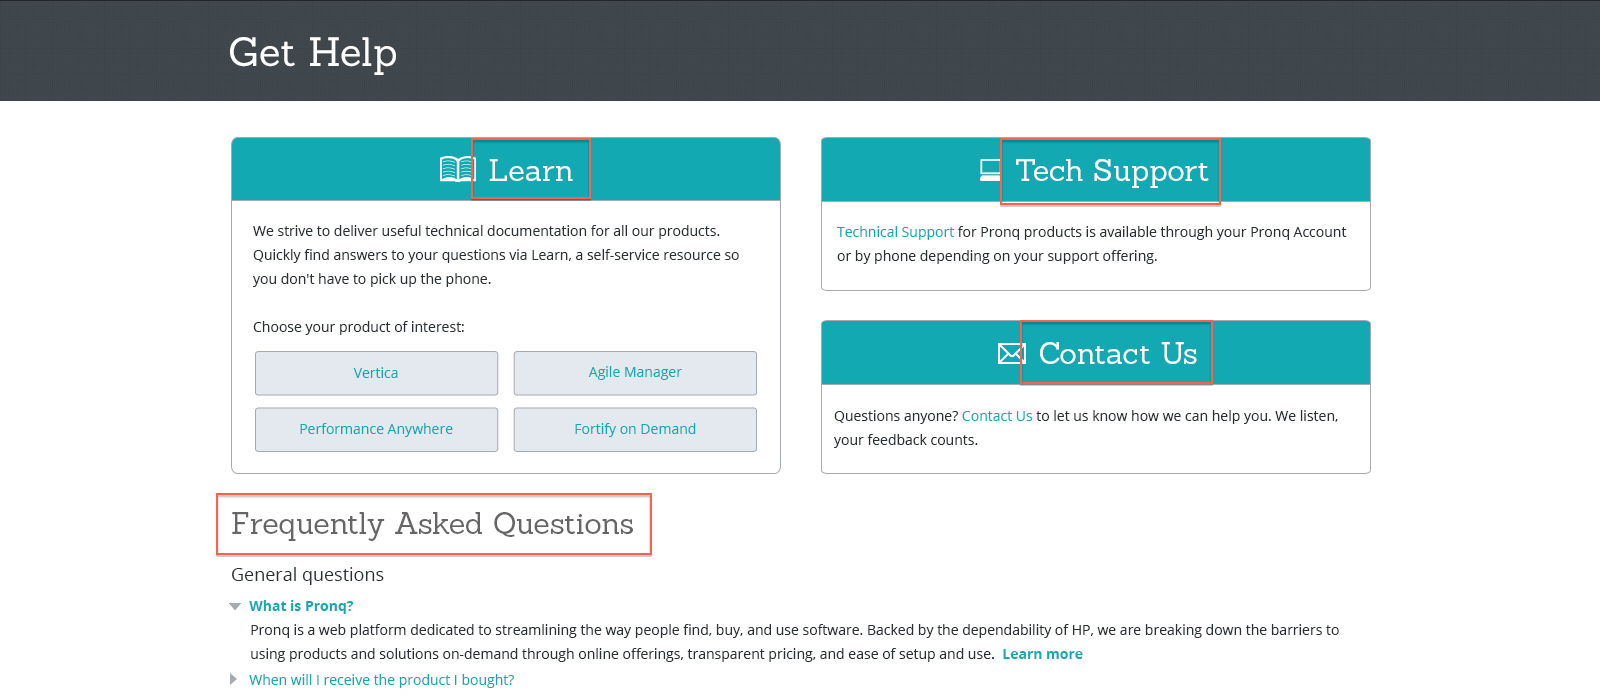 Get Help
Learn
We strive to deliver useful technical documentation for all our products.
Quickly find answers to your questions via Learn, a self-service resource so
you don't have to pick up the phone.
Choose your product of interest:
Vertica
Agile Manager
Performance Anywhere
Fortify on Demand
Tech Support
Technical Support for Pronq products is available through your Pronq Account
or by phone depending on your support offering.
Contact Us
Questions anyone? Contact Us to let us know how we can help you. We listen,
your feedback counts.
Frequently Asked Questions
General questions
What is Pronq?
Pronq is a web platform dedicated to streamlining the way people find, buy, and use software. Backed by the dependability of HP, we are breaking down the barriers to
using products and solutions on-demand through online offerings, transparent pricing, and ease of setup and use. Learn more
When will I receive the product I bought?